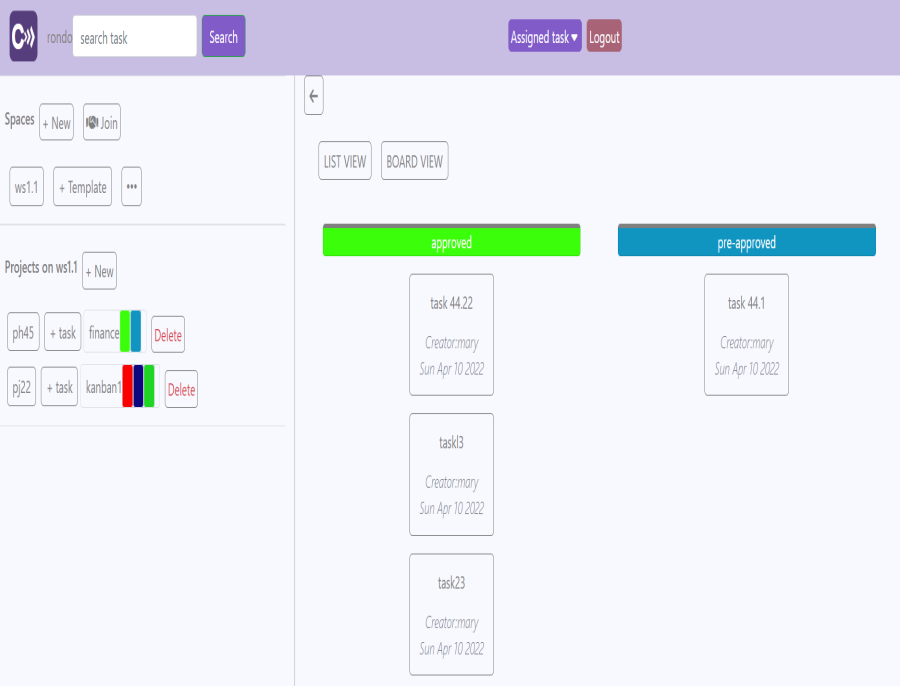 rondo
search task
Search
Assigned task ▾
Logout
Spaces
+ New
Join
ws1.1
+ Template
•••
Projects on ws1.1
+ New
ph45
+ task
finance
Delete
pj22
+ task
kanban1
Delete
←
LIST VIEW
BOARD VIEW
approved
task 44.22
Creator:mary
Sun Apr 10 2022
taskl3
Creator:mary
Sun Apr 10 2022
task23
Creator:mary
Sun Apr 10 2022
pre-approved
task 44.1
Creator:mary
Sun Apr 10 2022